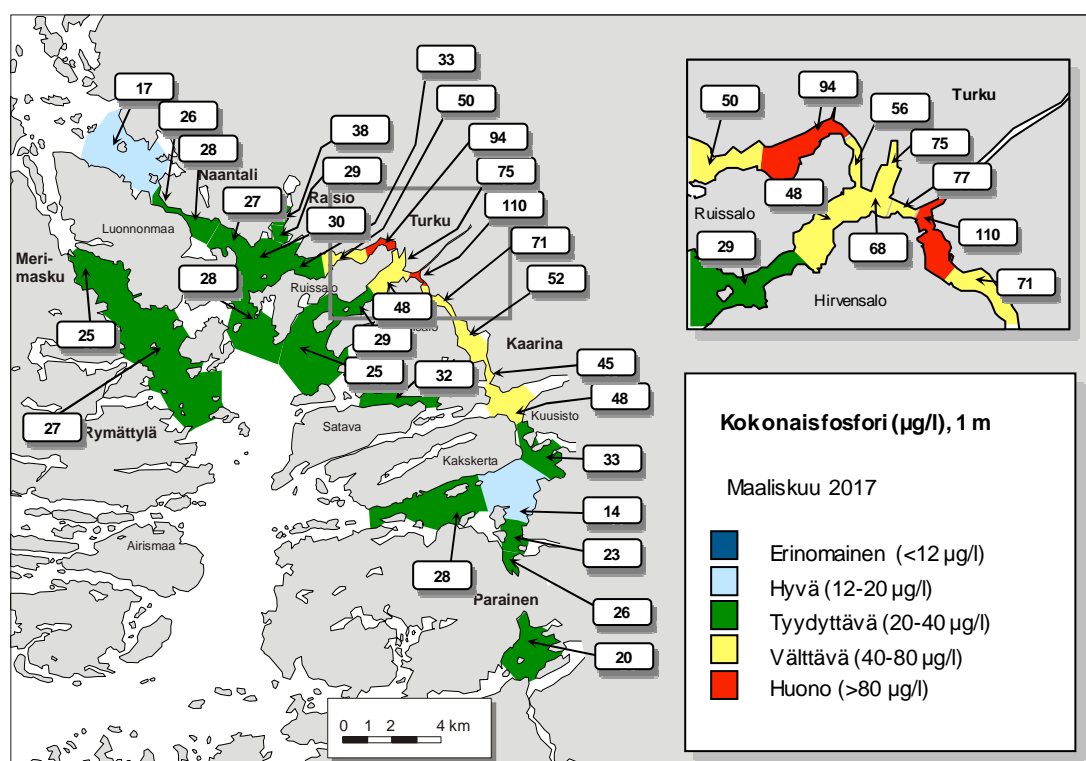 17
26
28
Naantali
27
38
29
Raisio
30
33
50
94
75
110
71
52
45
48
Turku
Luonnonmaa
Meri-
masku
28
Ruissalo
48
29
25
25
32
Kaarina
Kuusisto
48
27
Rymättylä
Satava
Kakskerta
33
14
23
28
26
Parainen
20
Airismaa
0 1 2 4 km
50
94
56
Turku
75
77
48
Ruissalo
68
110
29
71
Hirvensalo
Kokonaisfosfori (µg/l), 1 m
Maaliskuu 2017
Erinomainen (<12 µg/l)
Hyvä (12-20 µg/l)
Tyydyttävä (20-40 µg/l)
Välttävä (40-80 µg/l)
Huono (>80 µg/l)